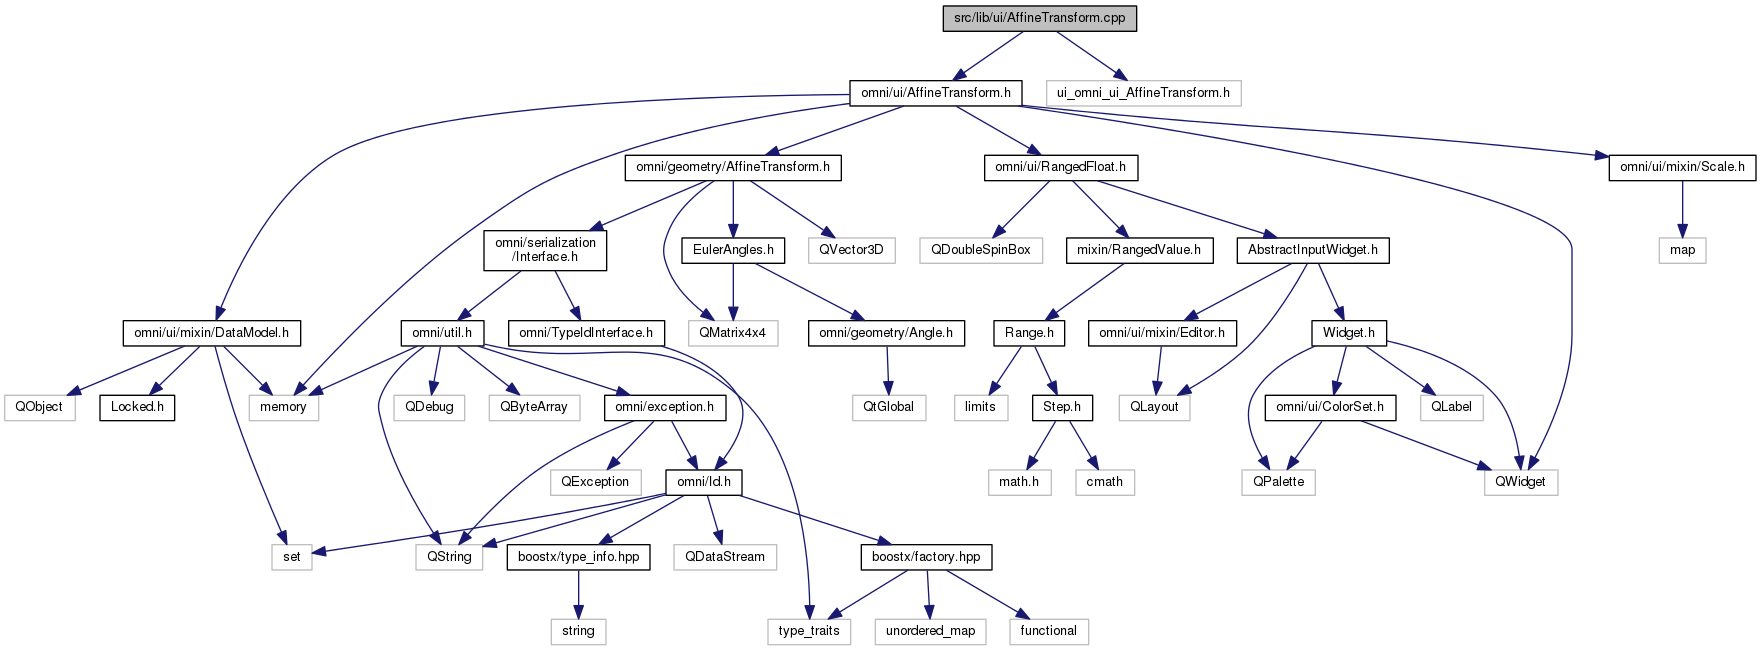 src/lib/ui/AffineTransform.cpp
omni/ui/AffineTransform.h
ui_omni_ui_AffineTransform.h
omni/geometry/AffineTransform.h
omni/ui/RangedFloat.h
omni/ui/mixin/Scale.h
omni/serialization
/Interface.h
EulerAngles.h
QVector3D
QDoubleSpinBox
mixin/RangedValue.h
AbstractInputWidget.h
map
omni/ui/mixin/DataModel.h
omni/util.h
omni/TypeIdInterface.h
QMatrix4x4
omni/geometry/Angle.h
Range.h
omni/ui/mixin/Editor.h
Widget.h
QObject
Locked.h
memory
QDebug
QByteArray
omni/exception.h
QtGlobal
limits
Step.h
QLayout
omni/ui/ColorSet.h
QLabel
QException
omni/Id.h
math.h
cmath
QPalette
QWidget
set
QString
boostx/type_info.hpp
QDataStream
boostx/factory.hpp
string
type_traits
unordered_map
functional